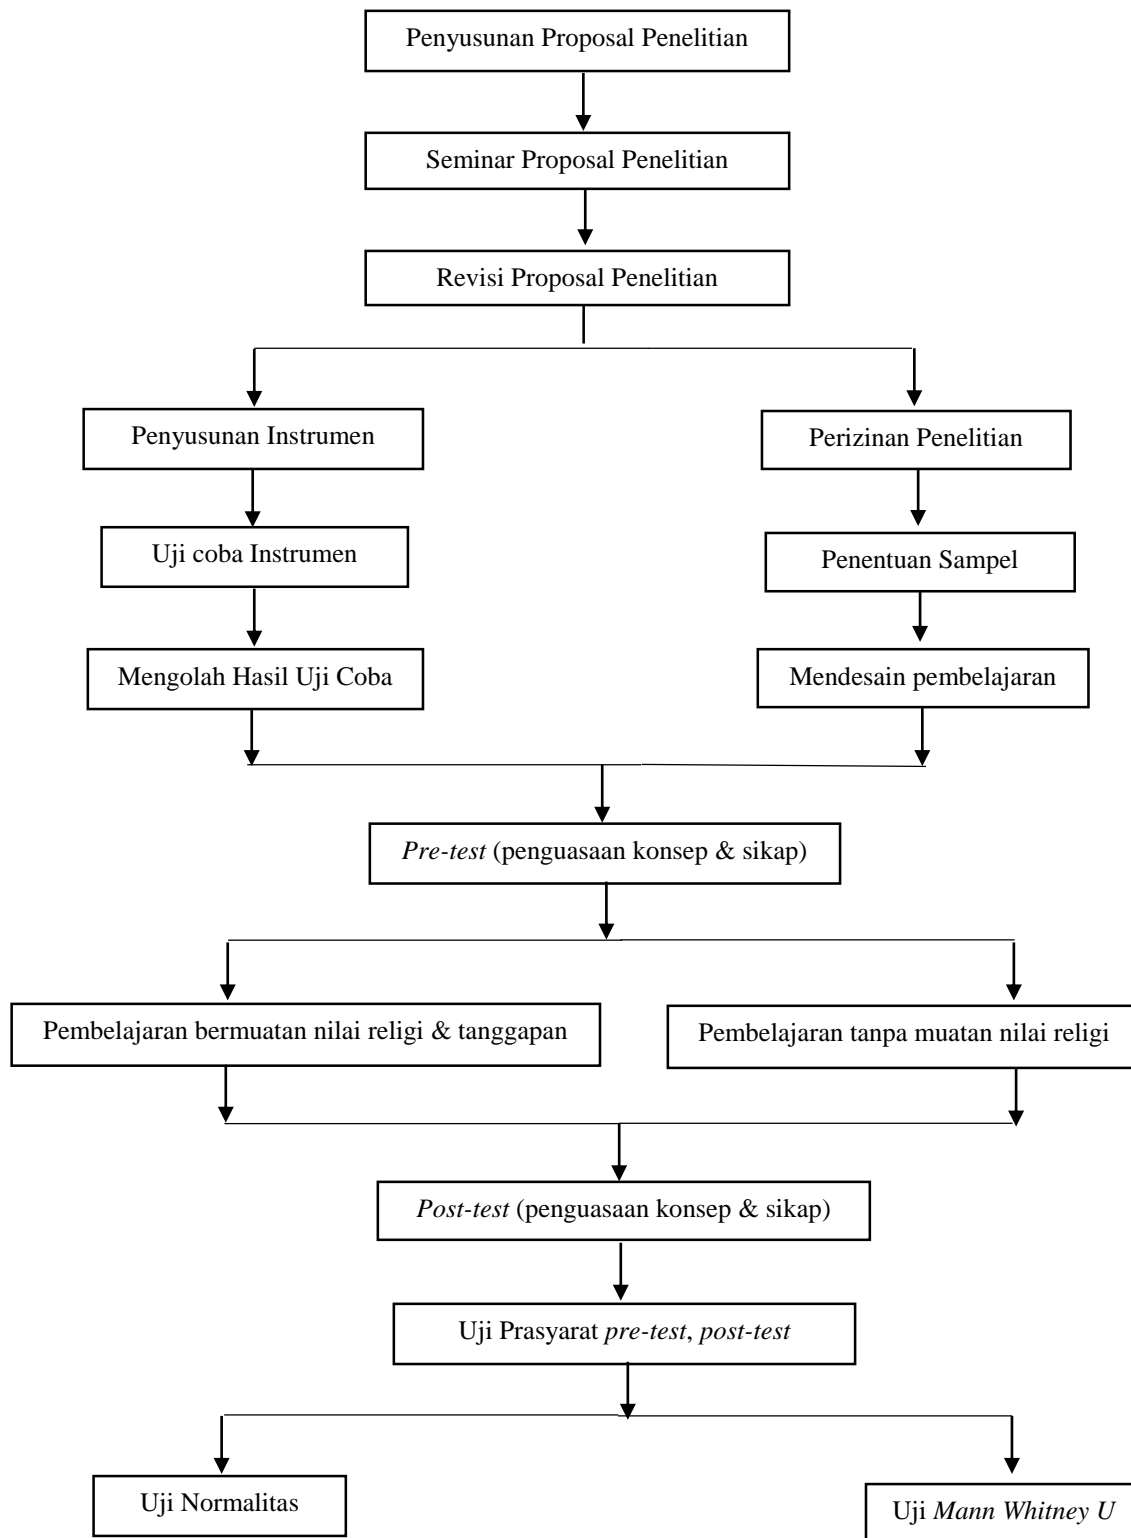 Penyusunan Proposal Penelitian
Seminar Proposal Penelitian
Revisi Proposal Penelitian
Penyusunan Instrumen
Perizinan Penelitian
Uji coba Instrumen
Penentuan Sampel
Mengolah Hasil Uji Coba
Mendesain pembelajaran
Pre-test (penguasaan konsep & sikap)
Pembelajaran bermuatan nilai religi & tanggapan
Pembelajaran tanpa muatan nilai religi
Post-test (penguasaan konsep & sikap)
Uji Prasyarat pre-test, post-test
Uji Normalitas
Uji Mann Whitney U